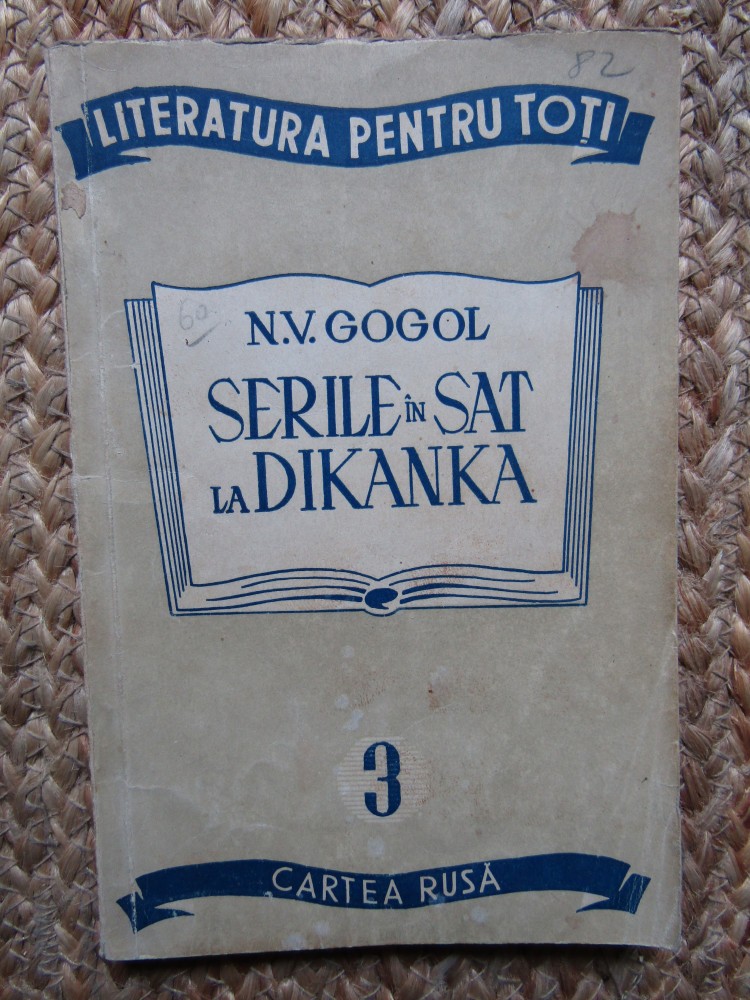 82
LITERATURA PENTRU TOȚI
60
N.V. GOGOL
SERILE ÎN SAT
LA DIKANKA
3
CARTEA RUSĂ